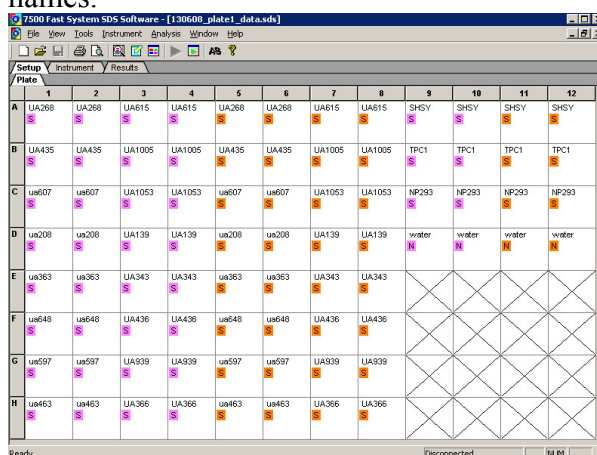 names:
7500 Fast System SDS Software - [130608_plate1_data.sds]
File View Tools Instrument Analysis Window Help
Setup Instrument Results
Plate
1 2 3 4 5 6 7 8 9 10 11 12
A UA268 UA268 UA615 UA615 UA268 UA268 UA615 UA615 SHSY SHSY SHSY SHSY
S S S S S S S S S S S S
B UA435 UA435 UA1005 UA1005 UA435 UA435 UA1005 UA1005 TPC1 TPC1 TPC1 TPC1
S S S S S S S S S S S S
C ua607 ua607 UA1053 UA1053 ua607 ua607 UA1053 UA1053 NP293 NP293 NP293 NP293
S S S S S S S S S S S S
D ua208 ua208 UA139 UA139 ua208 ua208 UA139 UA139 water water water water
S S S S S S S S N N N N
E ua363 ua363 UA343 UA343 ua363 ua363 UA343 UA343
S S S S S S S S
F ua648 ua648 UA436 UA436 ua648 ua648 UA436 UA436
S S S S S S S S
G ua597 ua597 UA939 UA939 ua597 ua597 UA939 UA939
S S S S S S S S
H ua463 ua463 UA366 UA366 ua463 ua463 UA366 UA366
S S S S S S S S
Ready Disconnected NUM